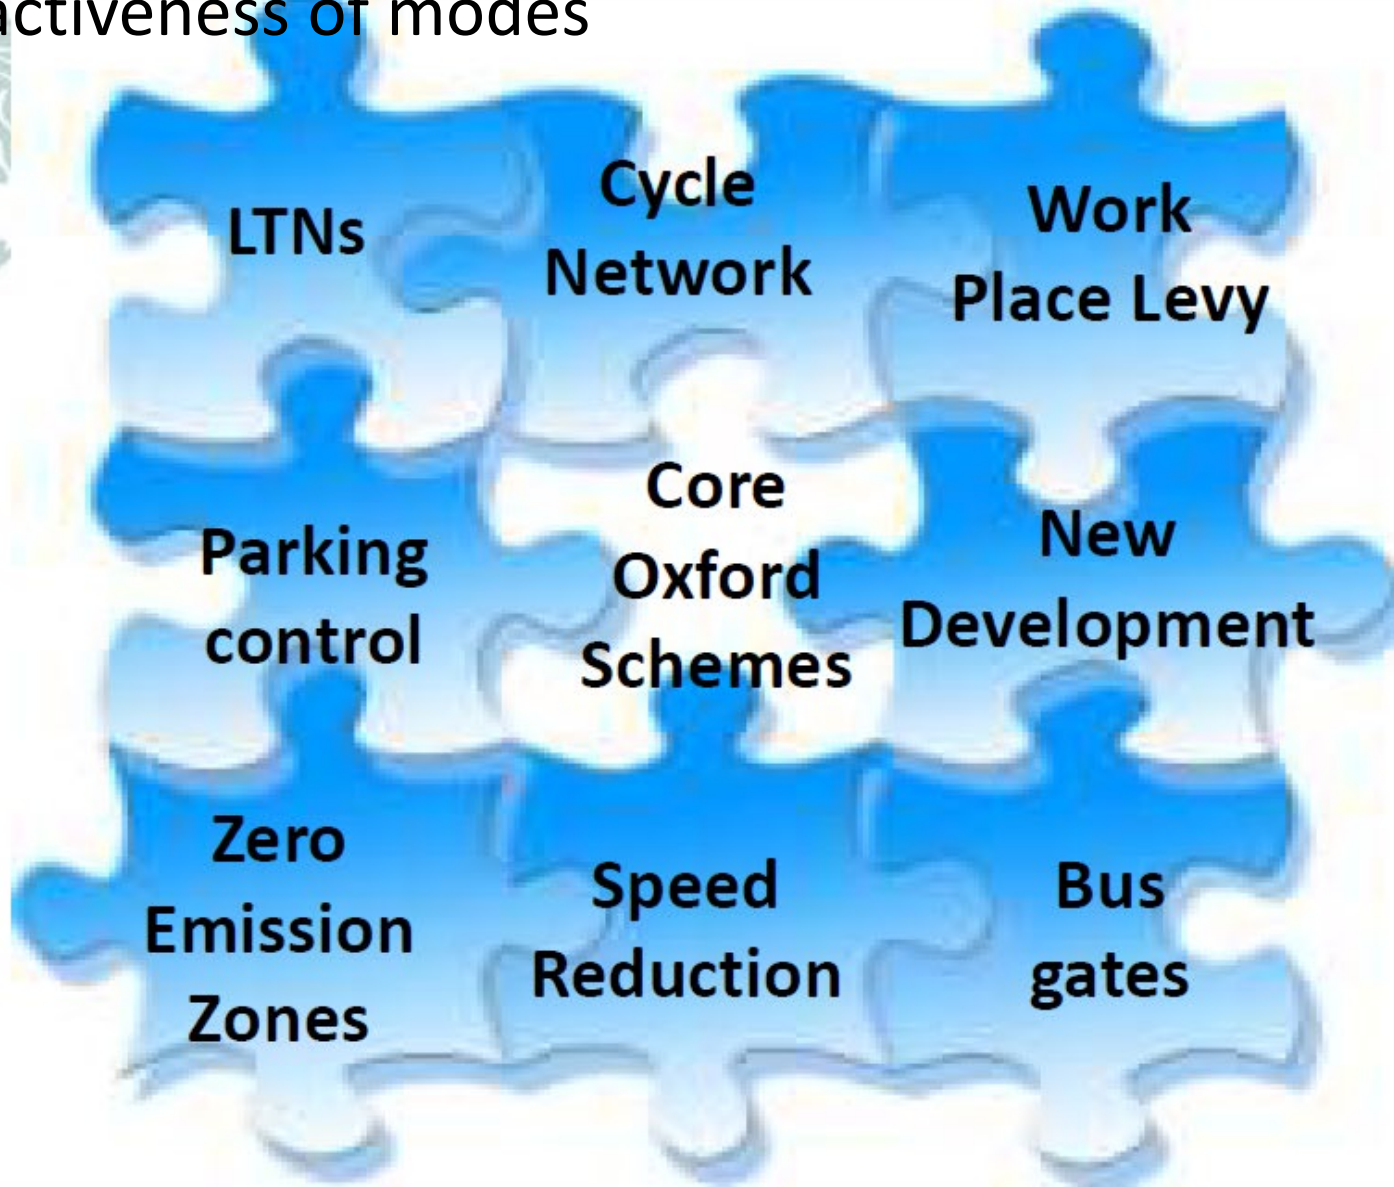 activeness of modes
LTNs
Cycle
Network
Work
Place Levy
Parking
control
Core
Oxford
Schemes
New
Development
Zero
Emission
Zones
Speed
Reduction
Bus
gates